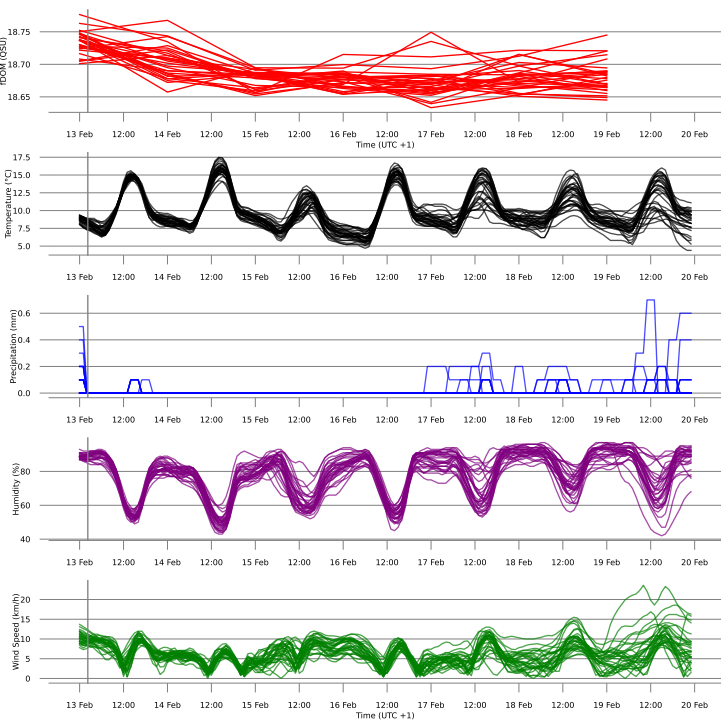 fDOM (QSU)
18.75
18.70
18.65
13 Feb 12:00 14 Feb 12:00 15 Feb 12:00 16 Feb 12:00 17 Feb 12:00 18 Feb 12:00 19 Feb 12:00 20 Feb
Time (UTC +1)
Temperature (°C)
17.5
15.0
12.5
10.0
7.5
5.0
13 Feb 12:00 14 Feb 12:00 15 Feb 12:00 16 Feb 12:00 17 Feb 12:00 18 Feb 12:00 19 Feb 12:00 20 Feb
Precipitation (mm)
0.6
0.4
0.2
0.0
13 Feb 12:00 14 Feb 12:00 15 Feb 12:00 16 Feb 12:00 17 Feb 12:00 18 Feb 12:00 19 Feb 12:00 20 Feb
Humidity (%)
80
60
40
13 Feb 12:00 14 Feb 12:00 15 Feb 12:00 16 Feb 12:00 17 Feb 12:00 18 Feb 12:00 19 Feb 12:00 20 Feb
Wind Speed (km/h)
20
15
10
5
0
13 Feb 12:00 14 Feb 12:00 15 Feb 12:00 16 Feb 12:00 17 Feb 12:00 18 Feb 12:00 19 Feb 12:00 20 Feb
Time (UTC +1)